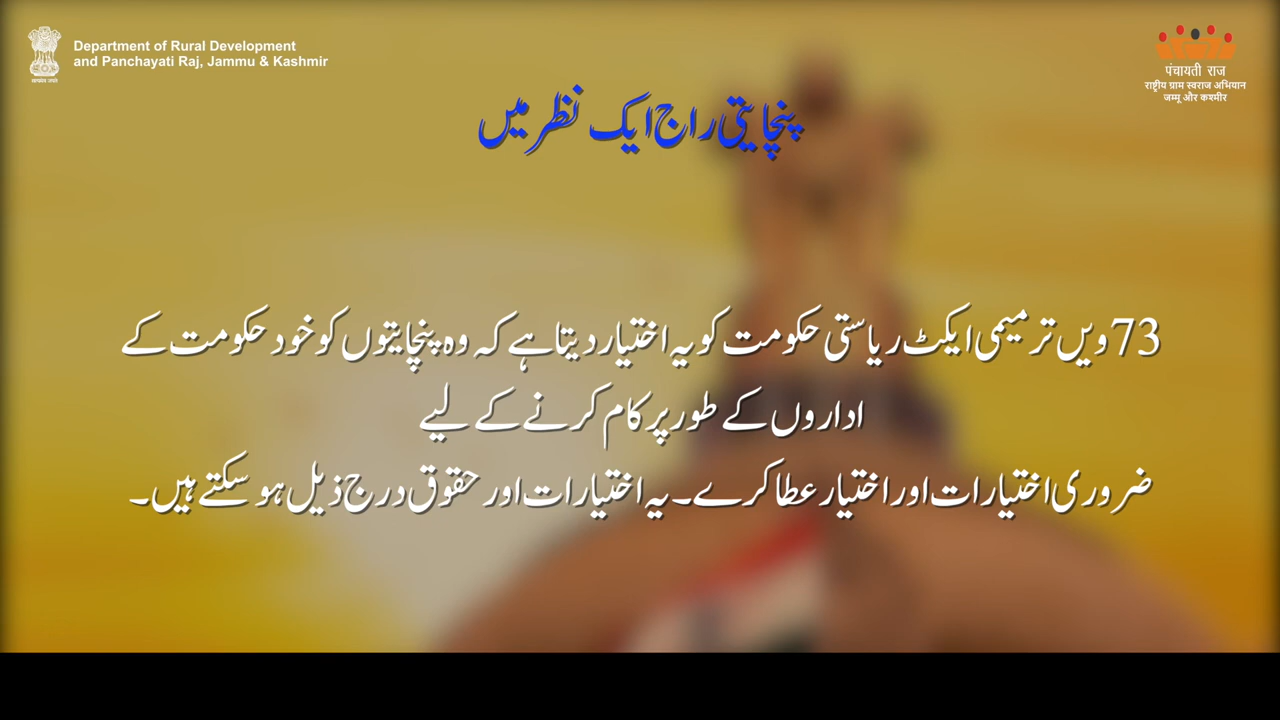 Department of Rural Development
and Panchayati Raj, Jammu & Kashmir
पंचायती राज
राष्ट्रीय ग्राम स्वराज अभियान
जम्मू और कश्मीर
پنچایتی راج ایک نظر میں
73 ویں ترمیمی ایکٹ ریاستی حکومت کو یہ اختیار دیتا ہے کہ وہ پنچایتوں کو خود حکومت کے
اداروں کے طور پر کام کرنے کے لیے
ضروری اختیارات اور اختیار عطا کرے۔ یہ اختیارات اور حقوق درج ذیل ہو سکتے ہیں۔